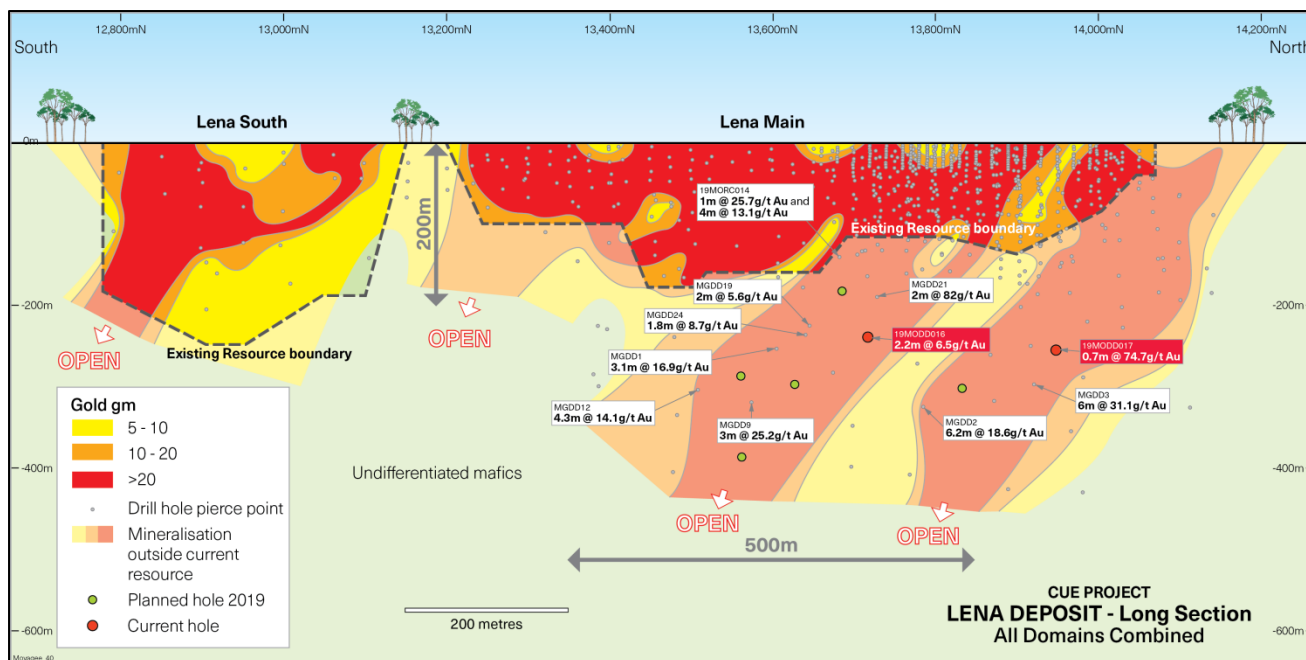 12,800mN 13,000mN 13,200mN 13,400mN 13,600mN 13,800mN 14,000mN 14,200mN
South North
Lena South Lena Main
0m
19MORC014
1m @ 25.7g/t Au and
4m @ 13.1g/t Au
200m
Existing Resource boundary
MGDD19
2m @ 5.6g/t Au
MGDD21
2m @ 82g/t Au
-200m -200m
MGDD24
1.8m @ 8.7g/t Au
19MODD016
2.2m @ 6.5g/t Au
19MODD017
0.7m @ 74.7g/t Au
OPEN
OPEN
Existing Resource boundary
MGDD1
3.1m @ 16.9g/t Au
MGDD12
4.3m @ 14.1g/t Au
MGDD9
3m @ 25.2g/t Au
MGDD2
6.2m @ 18.6g/t Au
MGDD3
6m @ 31.1g/t Au
Gold gm
5 - 10
10 - 20
>20
Drill hole pierce point
Mineralisation
outside current
resource
Planned hole 2019
Current hole
Undifferentiated mafics
-400m -400m
OPEN
OPEN
500m
200 metres
CUE PROJECT
LENA DEPOSIT - Long Section
All Domains Combined
-600m -600m
Moyagee_40